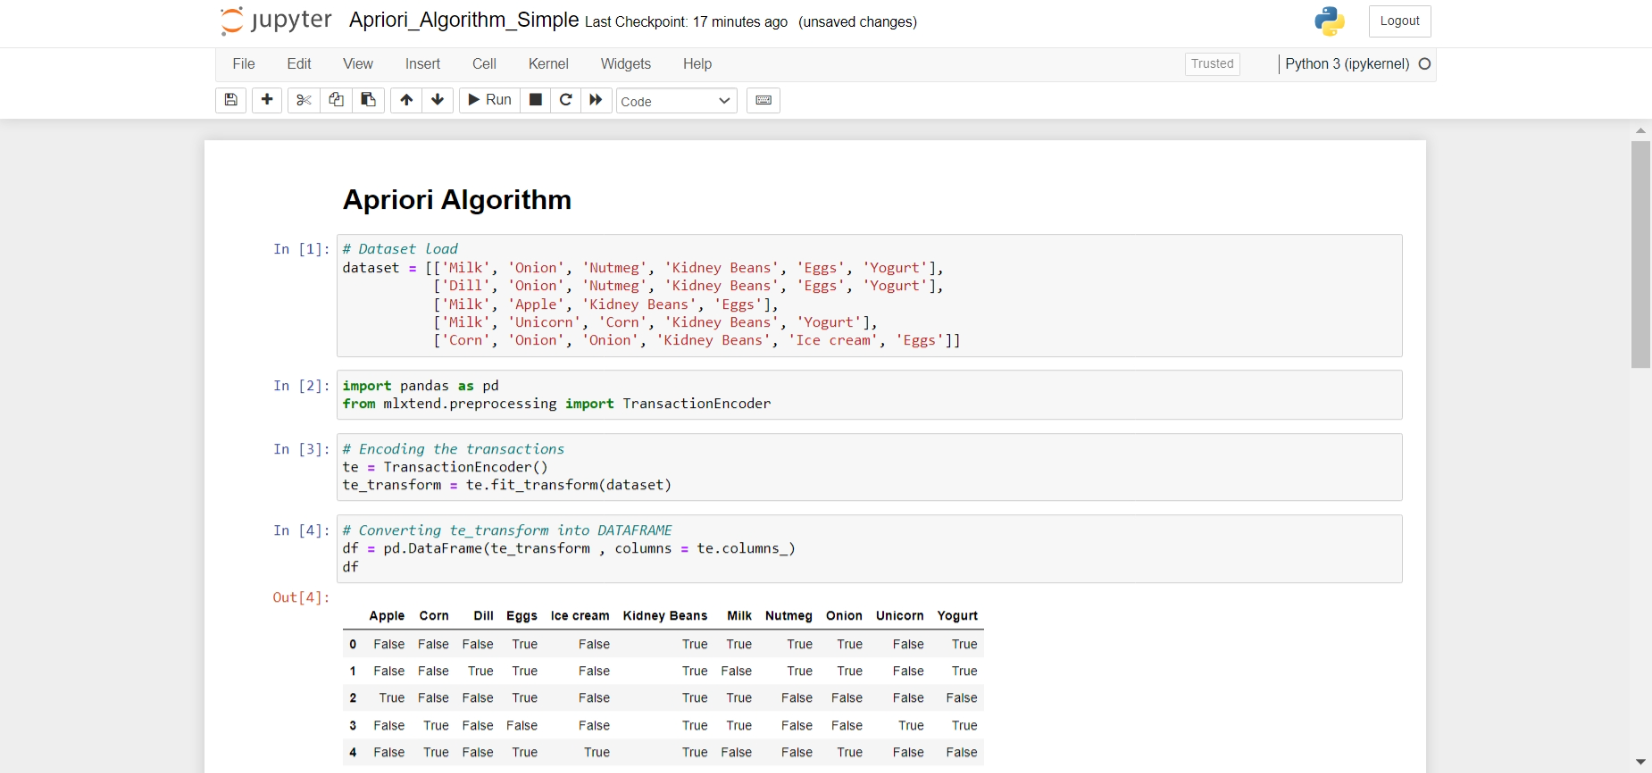 jupyter Apriori_Algorithm_Simple Last Checkpoint: 17 minutes ago (unsaved changes)
Logout
File Edit View Insert Cell Kernel Widgets Help
Trusted
Python 3 (ipykernel)
Run
Code
Apriori Algorithm
In [1]: # Dataset load
dataset = [['Milk', 'Onion', 'Nutmeg', 'Kidney Beans', 'Eggs', 'Yogurt'],
['Dill', 'Onion', 'Nutmeg', 'Kidney Beans', 'Eggs', 'Yogurt'],
['Milk', 'Apple', 'Kidney Beans', 'Eggs'],
['Milk', 'Unicorn', 'Corn', 'Kidney Beans', 'Yogurt'],
['Corn', 'Onion', 'Onion', 'Kidney Beans', 'Ice cream', 'Eggs']]
In [2]: import pandas as pd
from mlxtend.preprocessing import TransactionEncoder
In [3]: # Encoding the transactions
te = TransactionEncoder()
te_transform = te.fit_transform(dataset)
In [4]: # Converting te_transform into DATAFRAME
df = pd.DataFrame(te_transform , columns = te.columns_)
df
Out[4]:
Apple Corn Dill Eggs Ice cream Kidney Beans Milk Nutmeg Onion Unicorn Yogurt
0 False False False True False True True True True False True
1 False False True True False True False True True False True
2 True False False True False True True False False False False
3 False True False False False True True False False True True
4 False True False True True True False False True False False